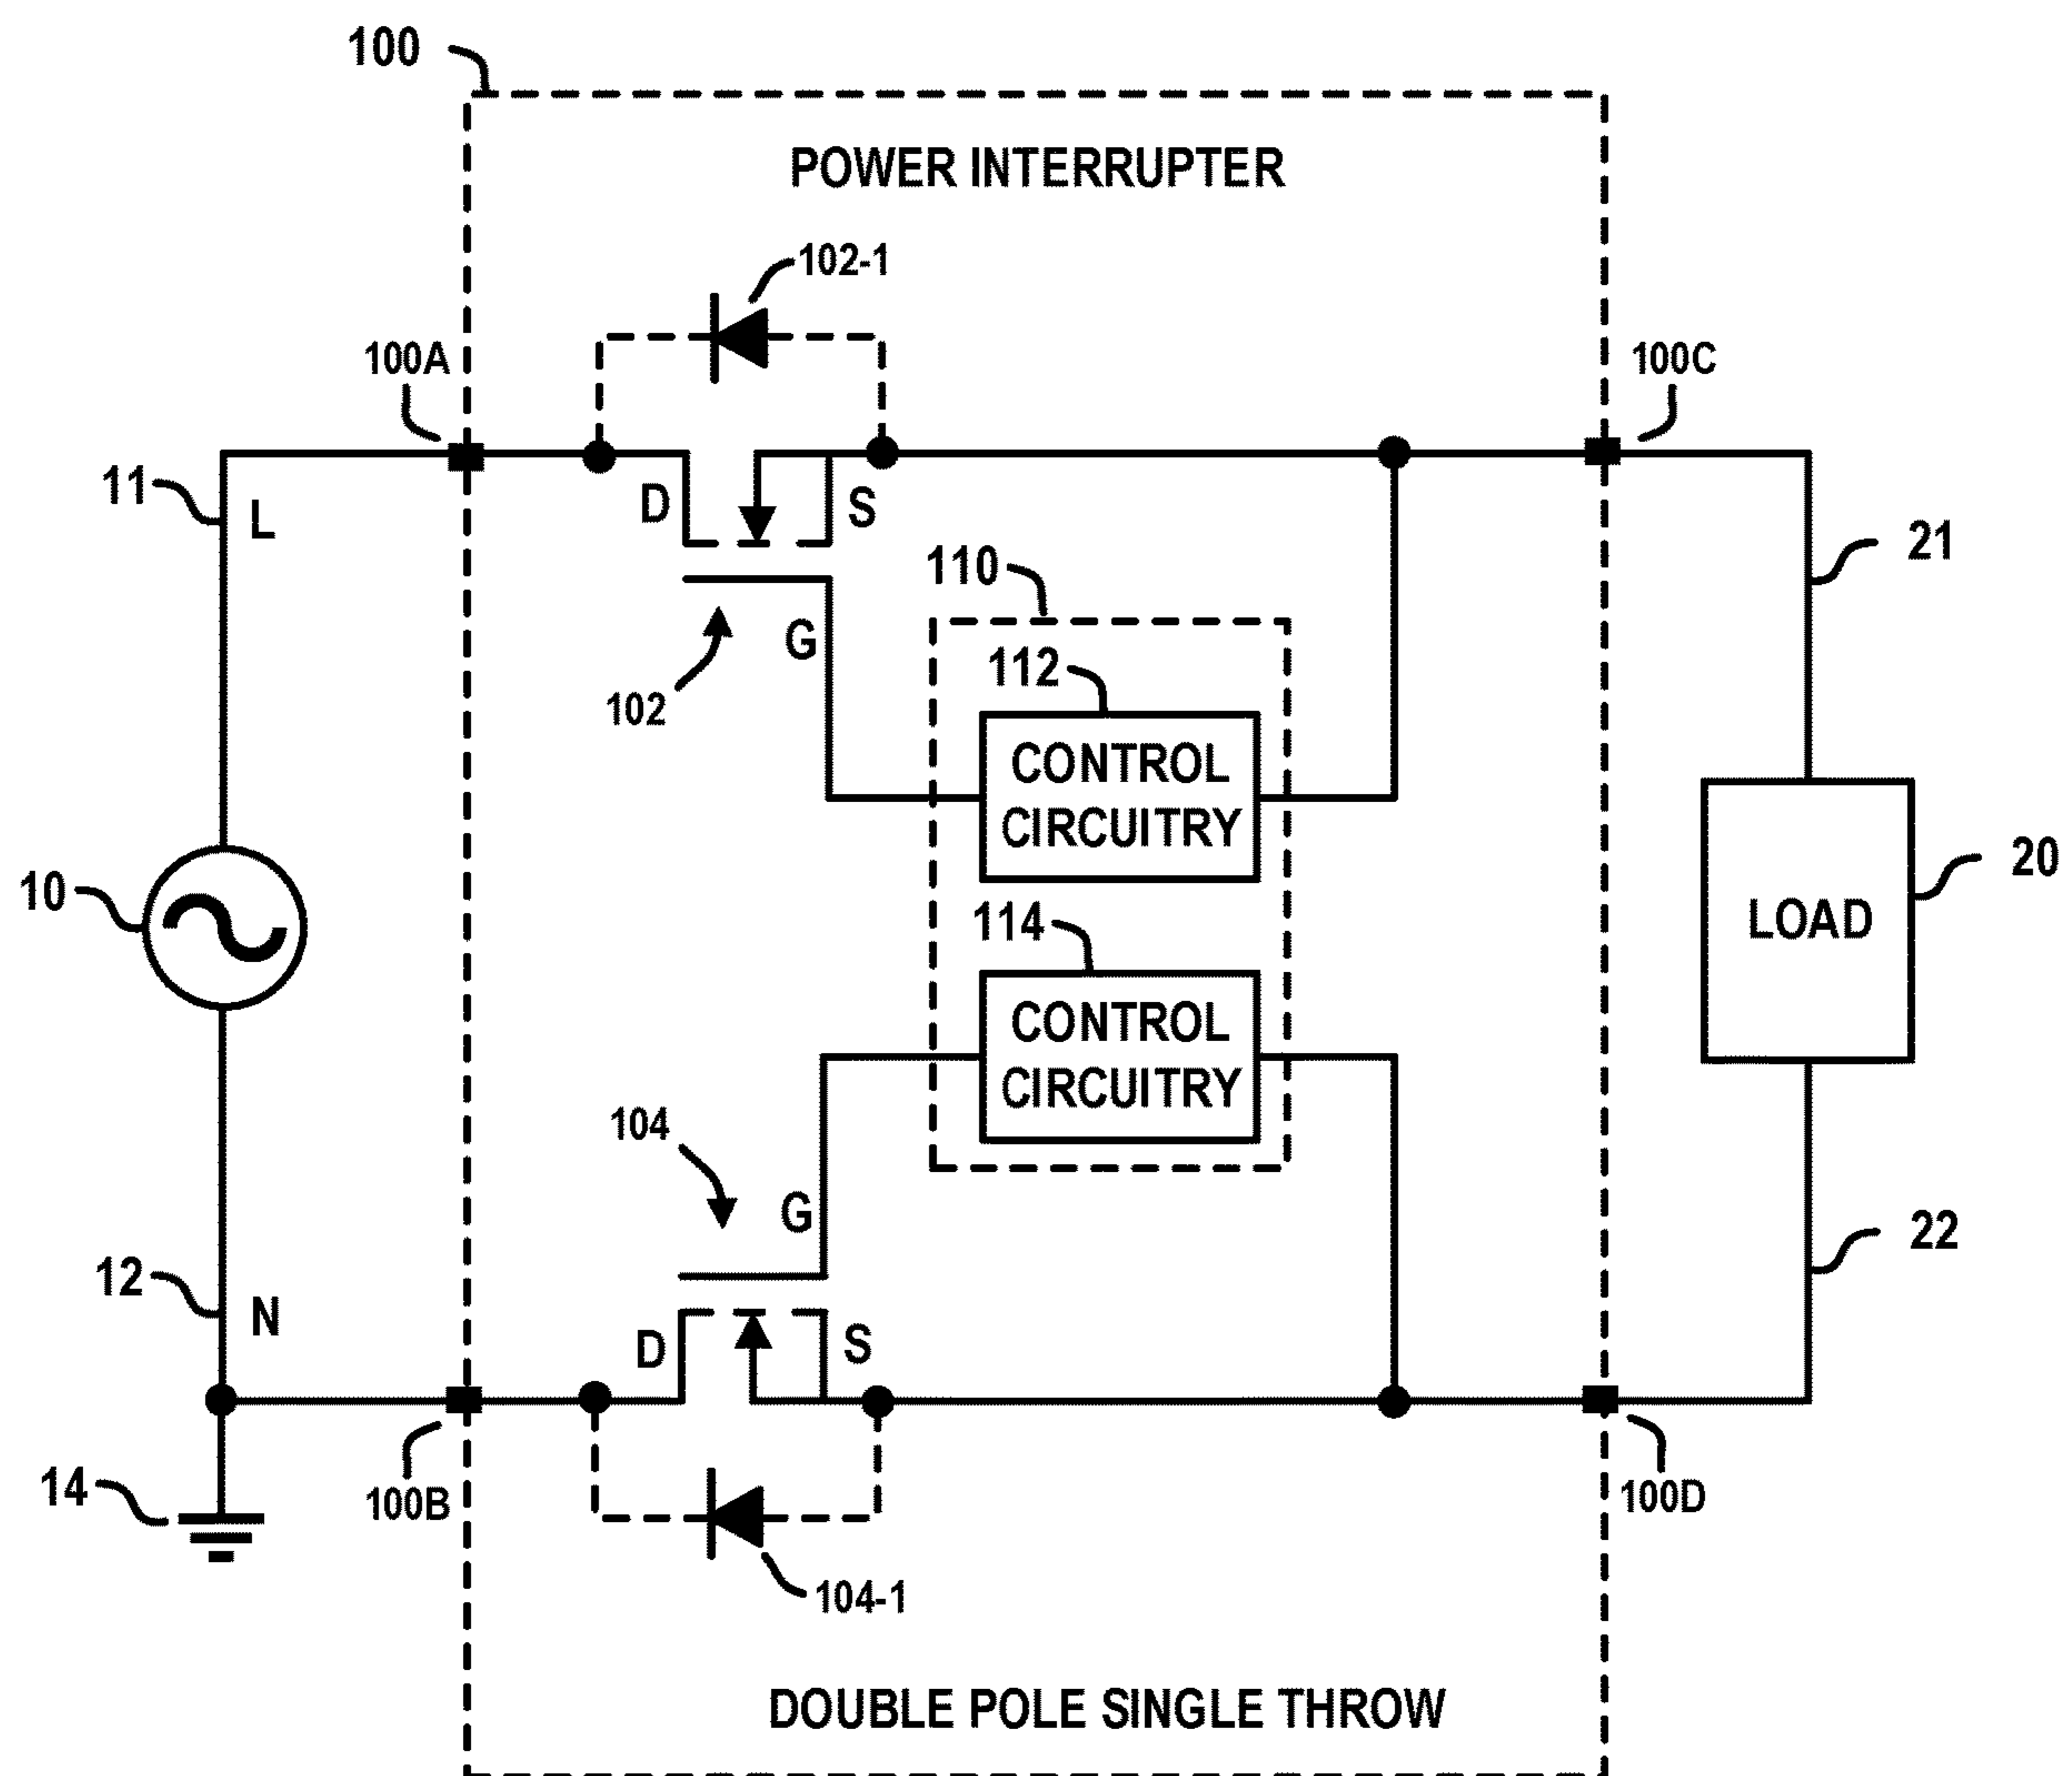 100
POWER INTERRUPTER
102-1
100A
100C
11
L
D
S
21
110
G
112
102
CONTROL
CIRCUITRY
10
20
LOAD
114
CONTROL
CIRCUITRY
104
G
22
12
N
D
S
14
100B
100D
104-1
DOUBLE POLE SINGLE THROW